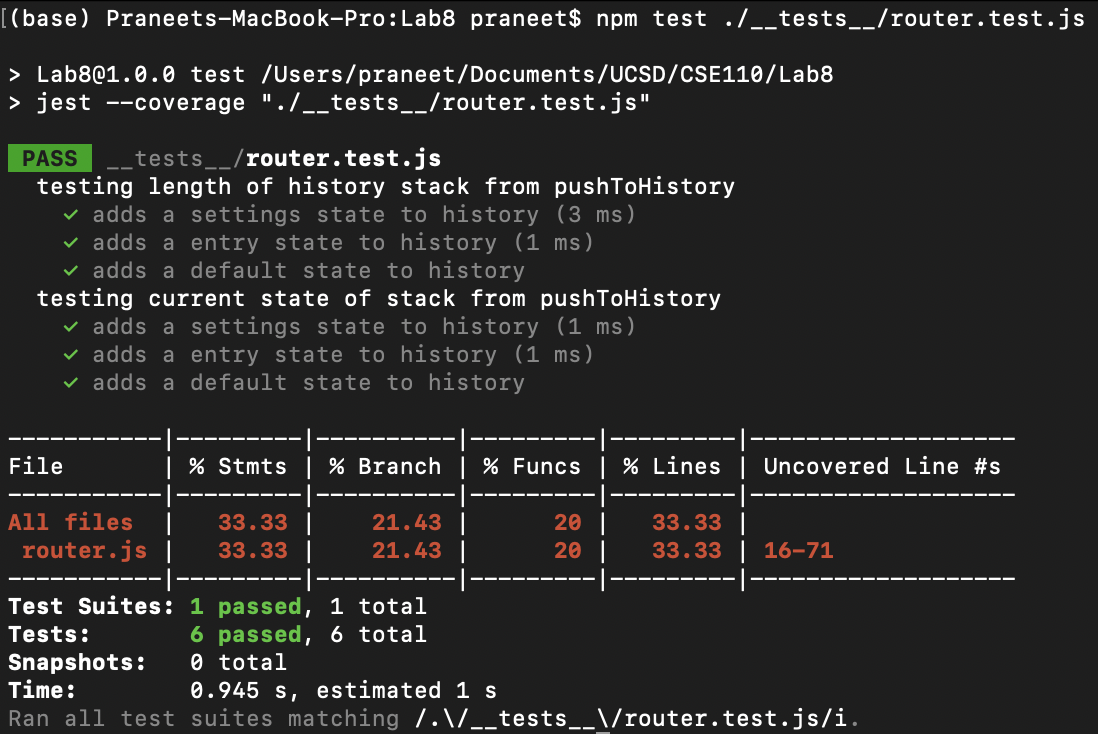 [(base) Praneets-MacBook-Pro:Lab8 praneet$ npm test ./__tests__/router.test.js
> Lab8@1.0.0 test /Users/praneet/Documents/UCSD/CSE110/Lab8
> jest --coverage "./__tests__/router.test.js"
PASS __tests__/router.test.js
testing length of history stack from pushToHistory
✓ adds a settings state to history (3 ms)
✓ adds a entry state to history (1 ms)
✓ adds a default state to history
testing current state of stack from pushToHistory
✓ adds a settings state to history (1 ms)
✓ adds a entry state to history (1 ms)
✓ adds a default state to history
-----------|---------|----------|---------|---------|-------------------
File | % Stmts | % Branch | % Funcs | % Lines | Uncovered Line #s
-----------|---------|----------|---------|---------|-------------------
All files | 33.33 | 21.43 | 20 | 33.33 |
router.js | 33.33 | 21.43 | 20 | 33.33 | 16-71
-----------|---------|----------|---------|---------|-------------------
Test Suites: 1 passed, 1 total
Tests: 6 passed, 6 total
Snapshots: 0 total
Time: 0.945 s, estimated 1 s
Ran all test suites matching /.\/__tests__\/router.test.js/i.